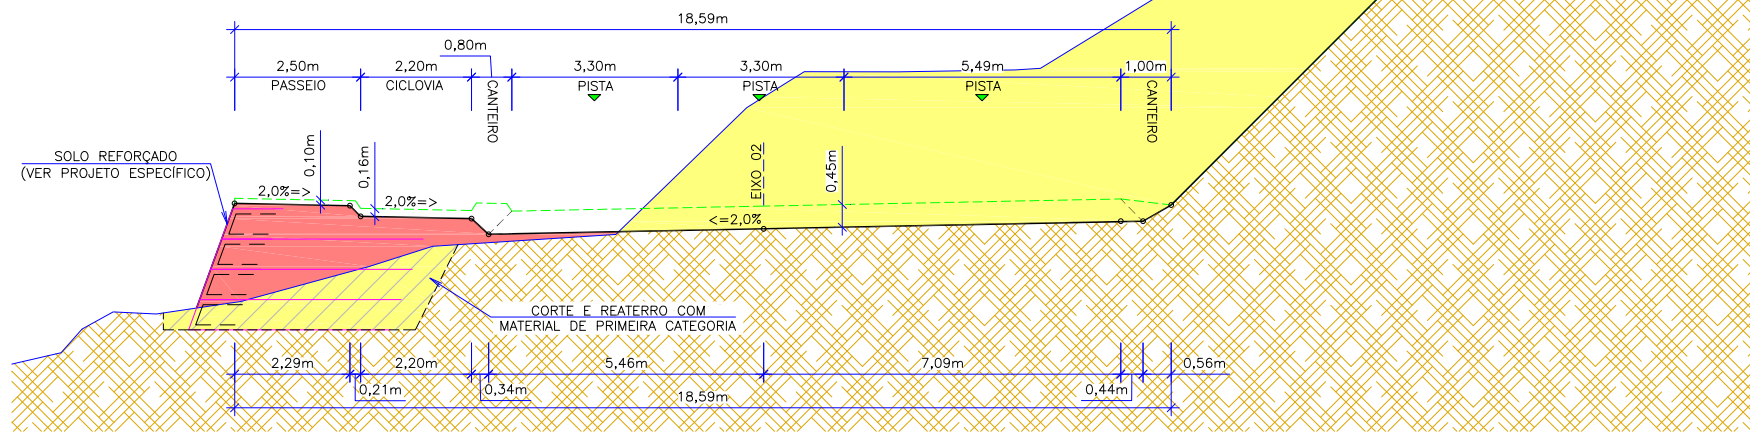 18,59m
0,80m
2,50m 2,20m 3,30m 3,30m 5,49m 1,00m
PASSEIO CICLOVIA CANTEIRO PISTA PISTA PISTA CANTEIRO
SOLO REFORÇADO
(VER PROJETO ESPECÍFICO)
0,10m 0,16m EIXO_02 0,45m
2,0%=> 2,0%=> <=2,0%
CORTE E REATERRO COM
MATERIAL DE PRIMEIRA CATEGORIA
2,29m 2,20m 5,46m 7,09m 0,56m
0,21m 0,34m 0,44m
18,59m